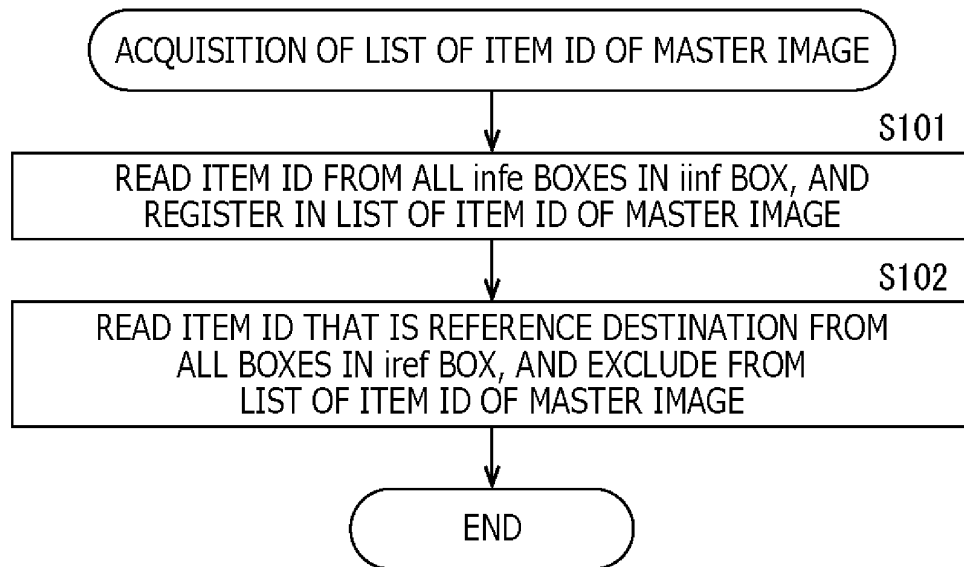 ACQUISITION OF LIST OF ITEM ID OF MASTER IMAGE
S101
READ ITEM ID FROM ALL infe BOXES IN iinf BOX, AND
REGISTER IN LIST OF ITEM ID OF MASTER IMAGE
S102
READ ITEM ID THAT IS REFERENCE DESTINATION FROM
ALL BOXES IN iref BOX, AND EXCLUDE FROM
LIST OF ITEM ID OF MASTER IMAGE
END